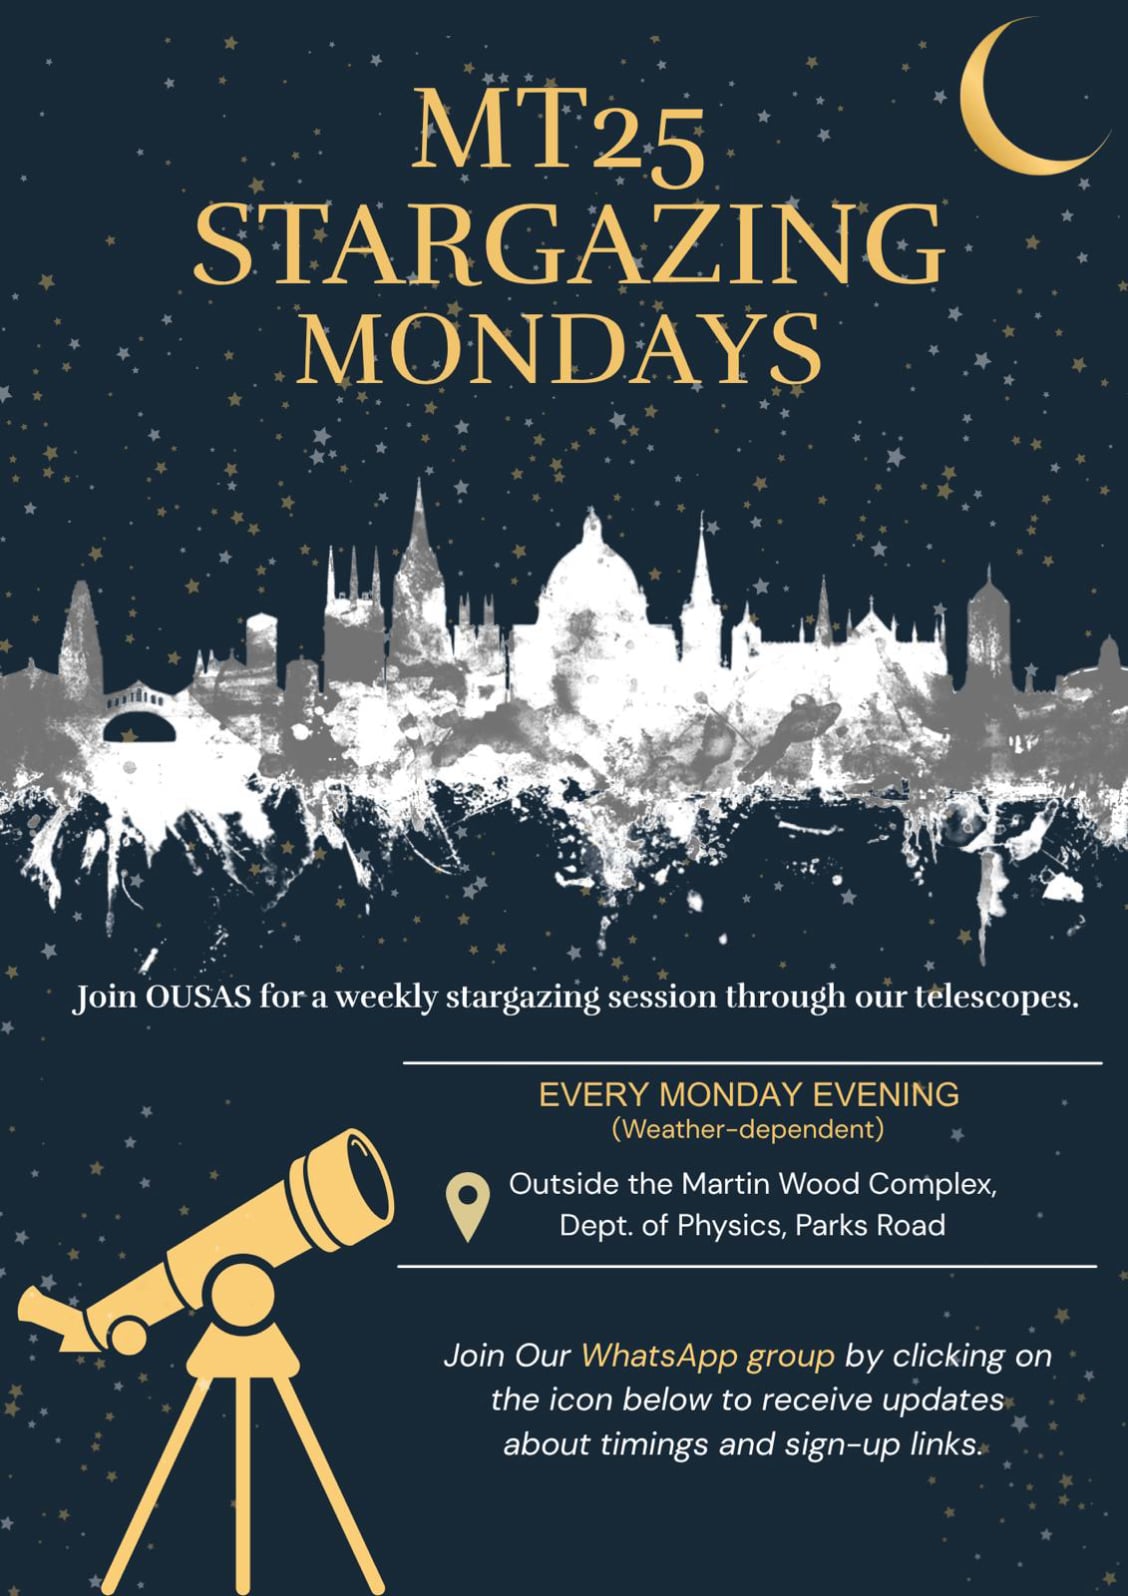 MT25
STARGAZING
MONDAYS
Join OUSAS for a weekly stargazing session through our telescopes.
EVERY MONDAY EVENING
(Weather-dependent)
Outside the Martin Wood Complex,
Dept. of Physics, Parks Road
Join Our WhatsApp group by clicking on
the icon below to receive updates
about timings and sign-up links.